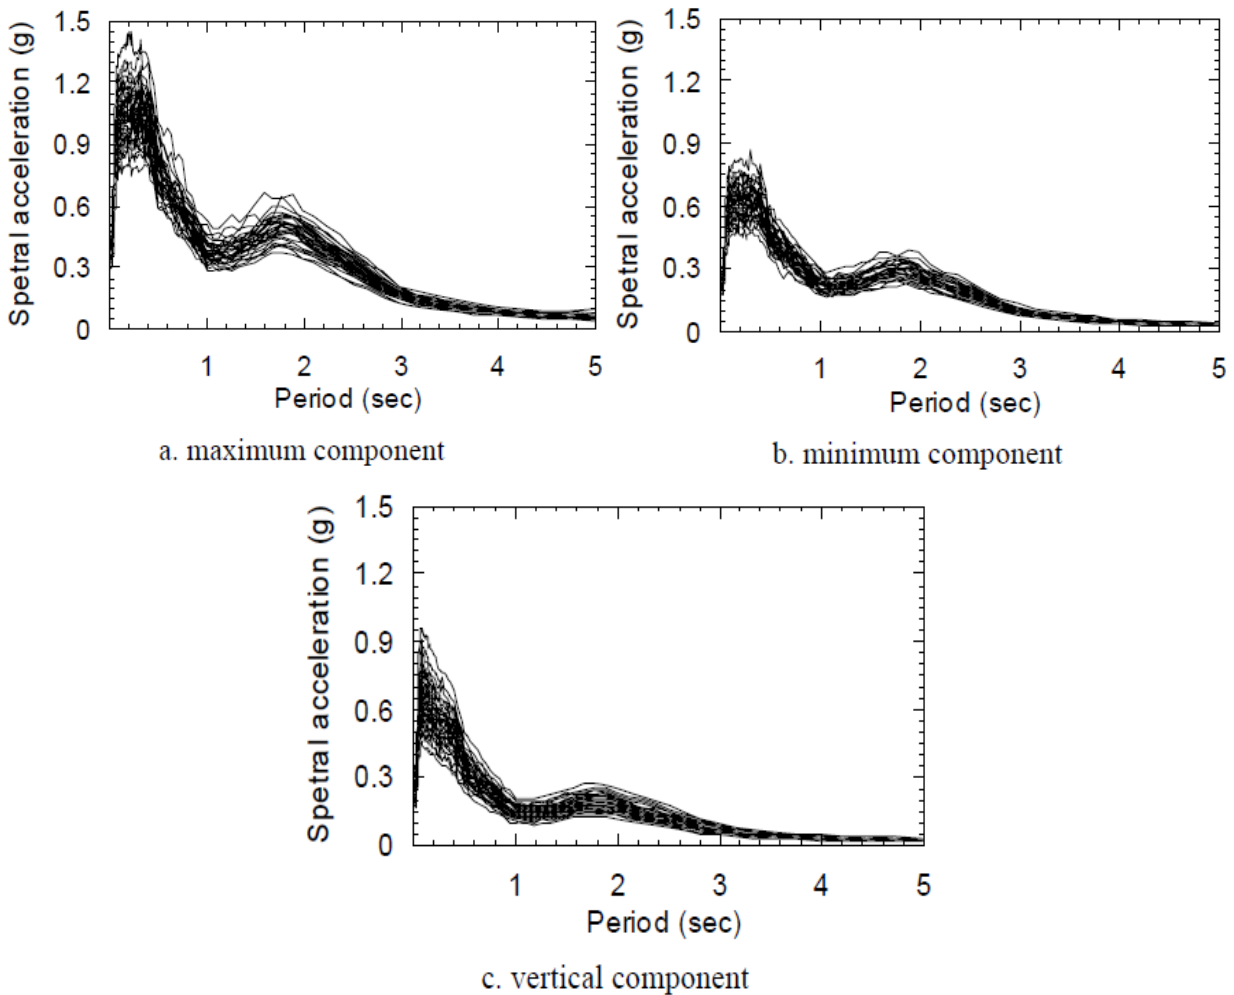 1.5
1.2
0.9
0.6
0.3
0
Spetral acceleration (g)
1 2 3 4 5
Period (sec)
a. maximum component
1.5
1.2
0.9
0.6
0.3
0
Spetral acceleration (g)
1 2 3 4 5
Period (sec)
b. minimum component
1.5
1.2
0.9
0.6
0.3
0
Spetral acceleration (g)
1 2 3 4 5
Period (sec)
c. vertical component